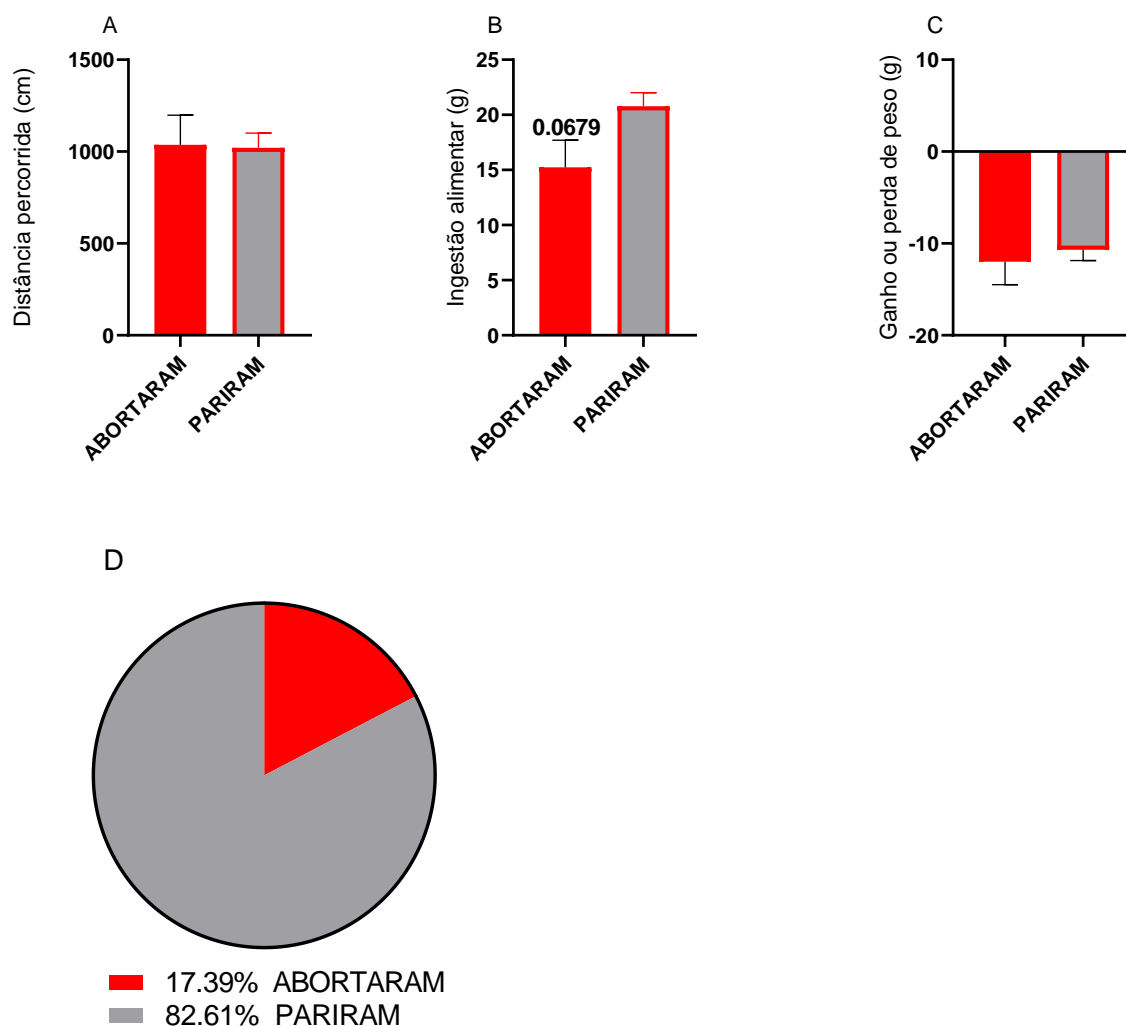 A
Distância percorrida (cm)
1500
1000
500
0
ABORTARAM
PARIRAM
B
Ingestão alimentar (g)
25
20
15
10
5
0
0.0679
ABORTARAM
PARIRAM
C
Ganho ou perda de peso (g)
10
0
-10
-20
ABORTARAM
PARIRAM
D
17.39% ABORTARAM
82.61% PARIRAM